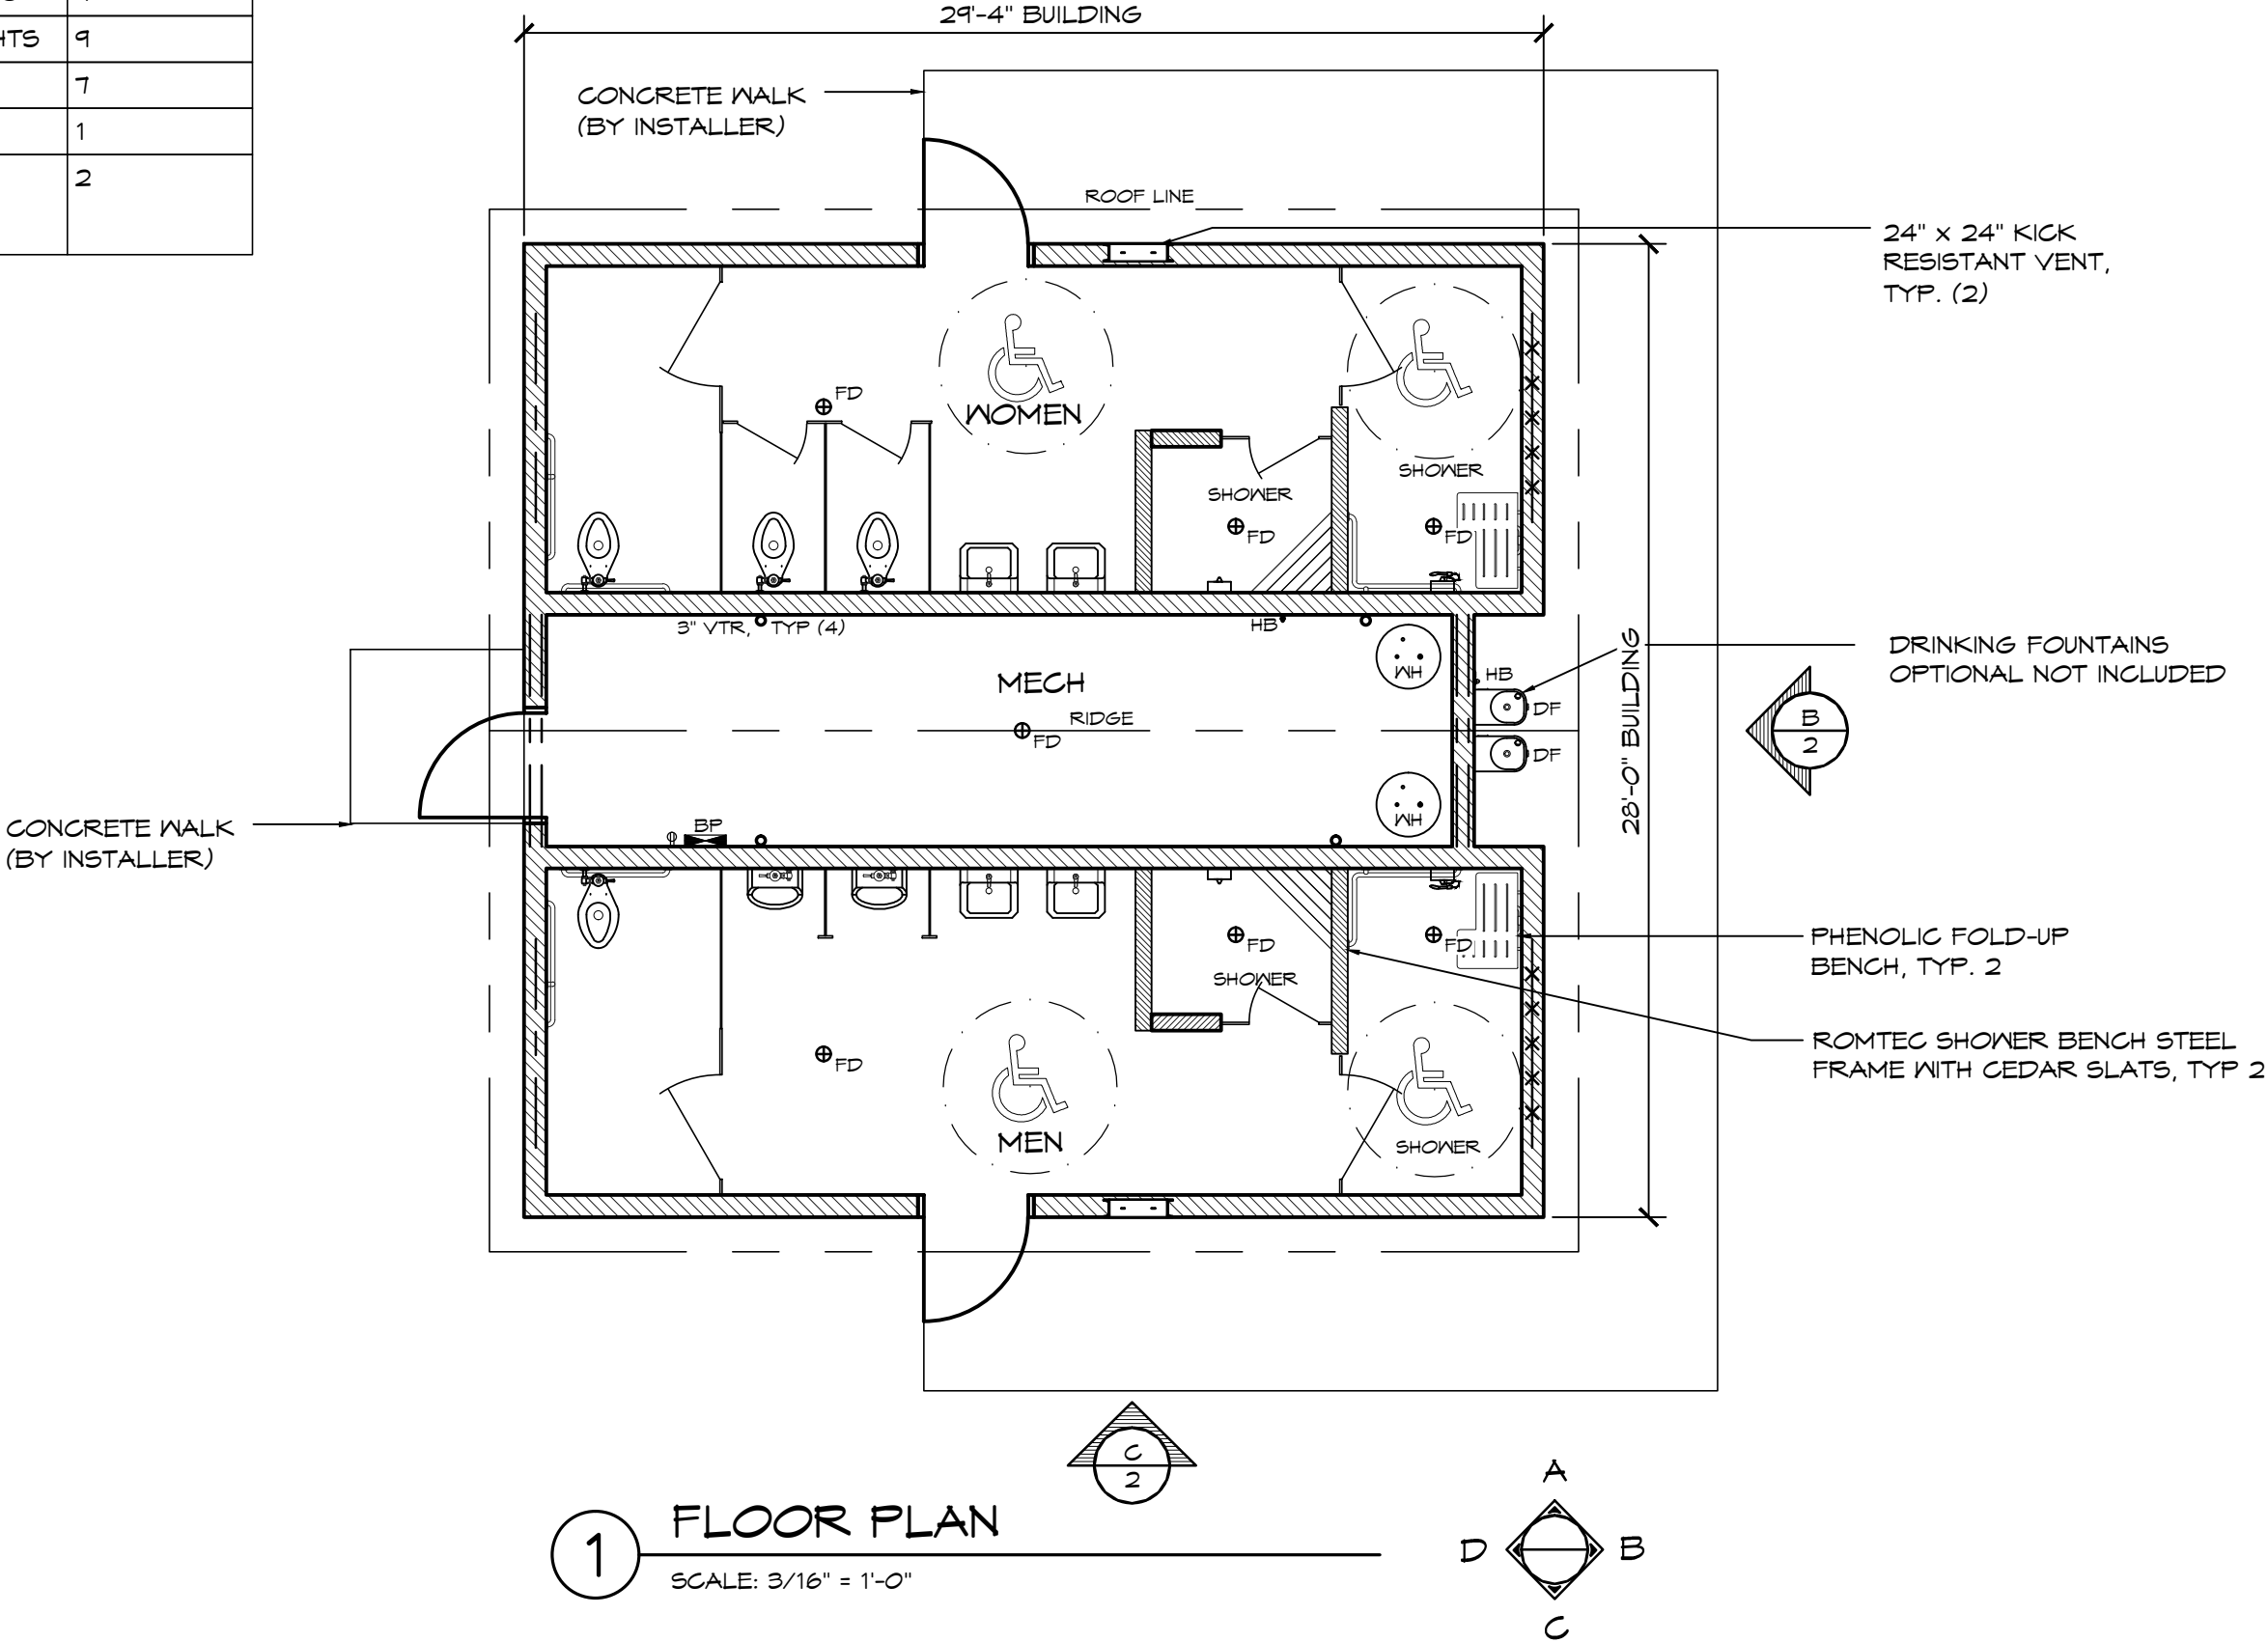 HTS 9
7
1
2
29'-4" BUILDING
CONCRETE WALK
(BY INSTALLER)
ROOF LINE
24" x 24" KICK
RESISTANT VENT,
TYP. (2)
FD
WOMEN
SHOWER
SHOWER
FD
FD
3" VTR, TYP (4)
HB
WH
MECH
HB
DRINKING FOUNTAINS
OPTIONAL NOT INCLUDED
DF
RIDGE
FD
DF
28'-0" BUILDING
B
2
WH
BP
CONCRETE WALK
(BY INSTALLER)
FD
FD
PHENOLIC FOLD-UP
BENCH, TYP. 2
SHOWER
ROMTEC SHOWER BENCH STEEL
FRAME WITH CEDAR SLATS, TYP 2
FD
MEN
SHOWER
C
2
1
FLOOR PLAN
SCALE: 3/16" = 1'-0"
A
D B
C